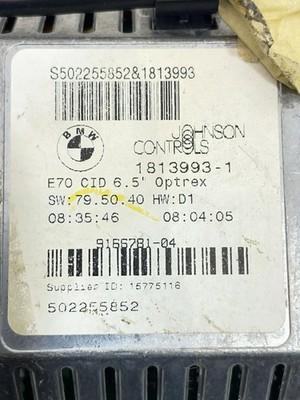 S502255852&1813993
BMW
JOHNSON
CONTROLS
1813993-1
E70 CID 6.5' Optrex
SW:79.50.40 HW:D1
08:35:46 08:04:05
9166781-04
Supplier ID: 15775116
502255852